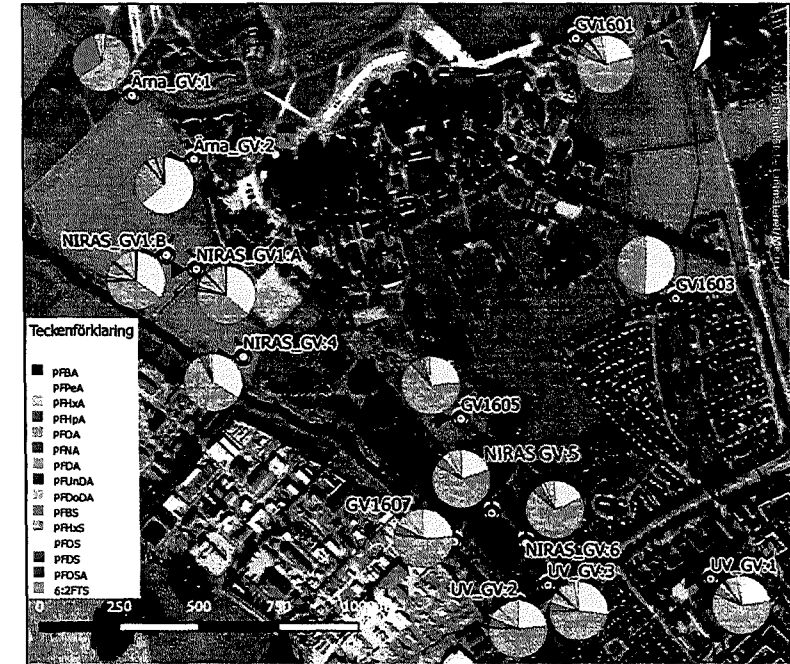 GV1601
Ärna_GV:1
Ärna_GV:2
NIRAS_GV1:B
NIRAS_GV1:A
GV1603
Teckenförklaring
NIRAS_GV:4
PFBA
PFPeA
PFHxA
PFHpA
PFOA
PFNA
PFDA
PFUnDA
PFDoDA
PFBS
PFHxS
PFOS
PFDS
PFOSA
6:2FTS
GV1605
NIRAS GV:5
GV1607
NIRAS_GV:6
UV_GV:3
UV_GV:2
UV_GV:1
0 250 500 750